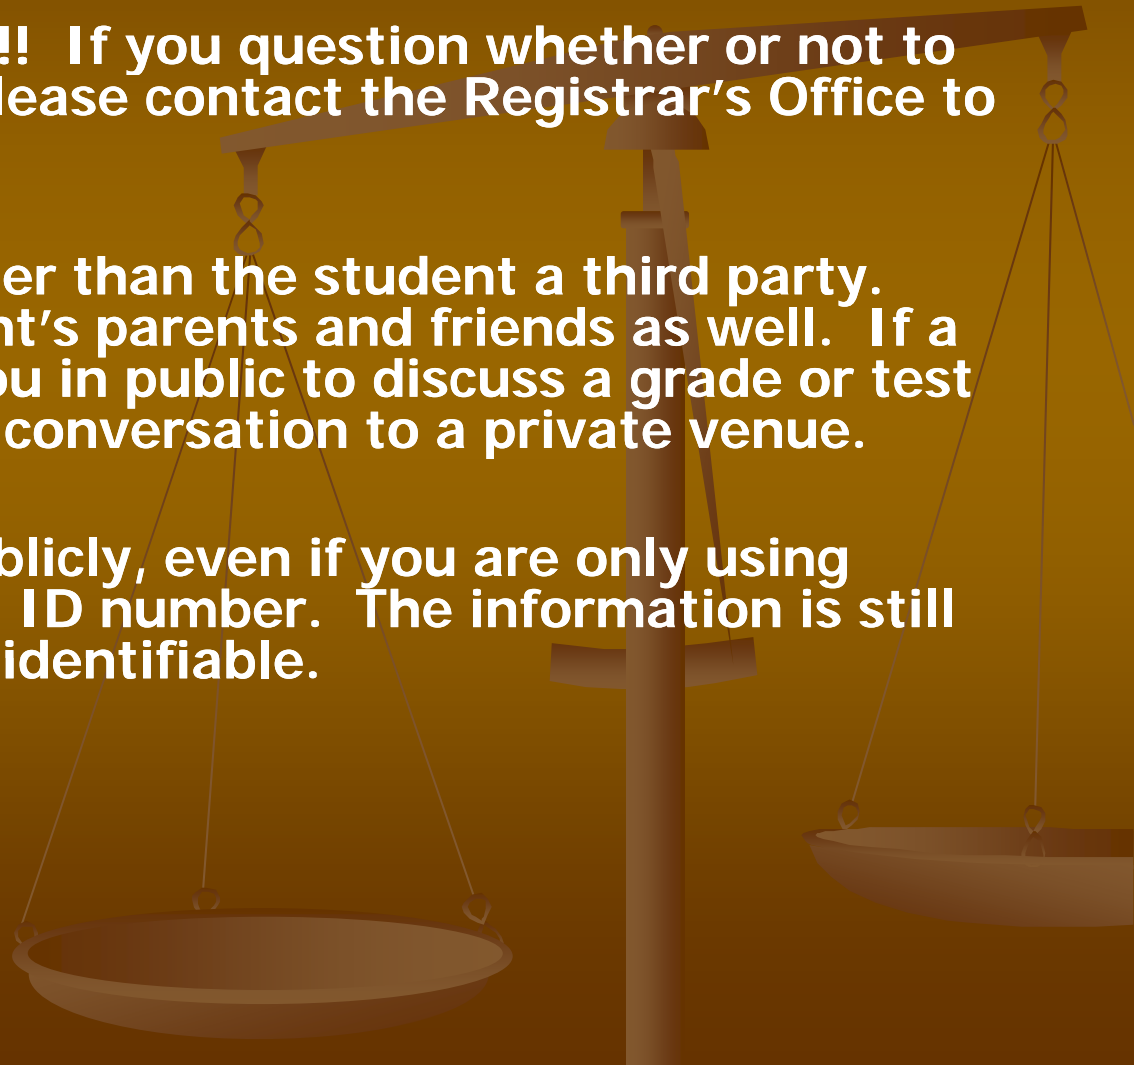 !! If you question whether or not to
lease contact the Registrar’s Office to
er than the student a third party.
nt’s parents and friends as well. If a
ou in public to discuss a grade or test
conversation to a private venue.
blicly, even if you are only using
ID number. The information is still
identifiable.